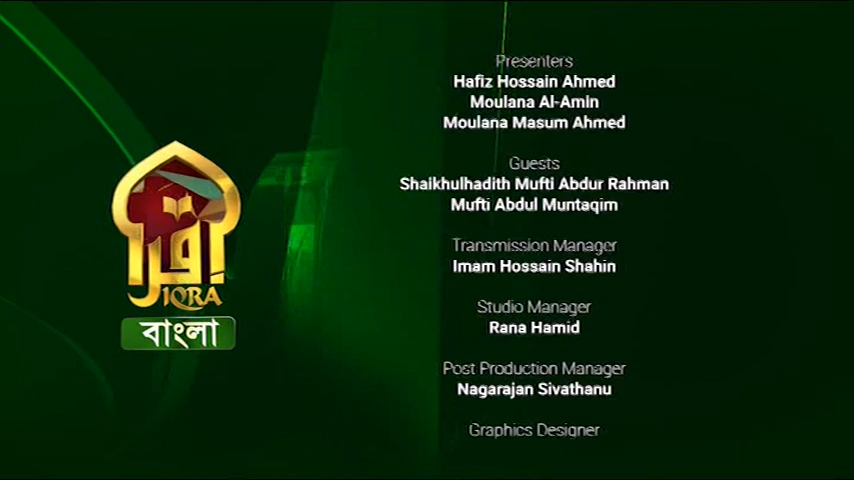 اقرأ
IQRA
বাংলা
Presenters
Hafiz Hossain Ahmed
Moulana Al-Amin
Moulana Masum Ahmed
Guests
Shaikhulhadith Mufti Abdur Rahman
Mufti Abdul Muntaqim
Transmission Manager
Imam Hossain Shahin
Studio Manager
Rana Hamid
Post Production Manager
Nagarajan Sivathanu
Graphics Designer